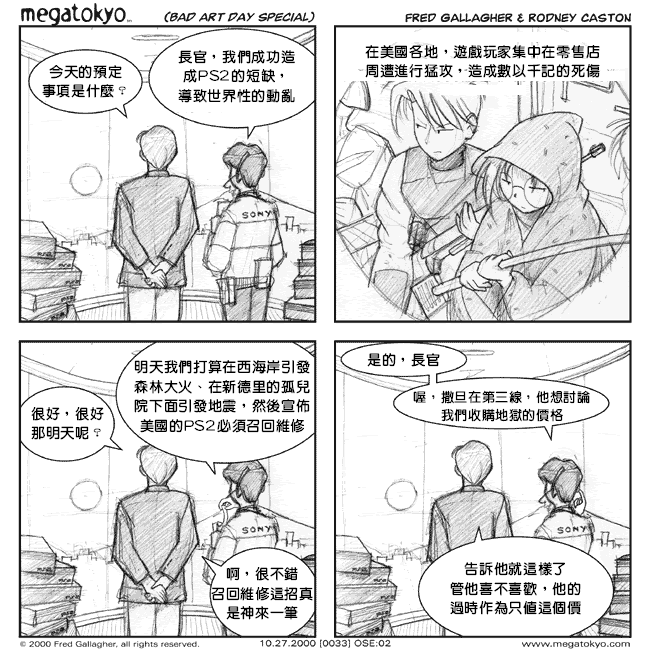 megatokyo
(BAD ART DAY SPECIAL)
FRED GALLAGHER & RODNEY CASTON
今天的預定
事項是什麼？
長官，我們成功造
成PS2的短缺，
導致世界性的動亂
SONY
在美國各地，遊戲玩家集中在零售店
周遭進行猛攻，造成數以千記的死傷
很好，很好
那明天呢？
明天我們打算在西海岸引發
森林大火、在新德里的孤兒
院下面引發地震，然後宣佈
美國的PS2必須召回維修
SONY
啊，很不錯
召回維修這招真
是神來一筆
是的，長官
喔，撒旦在第三線，他想討論
我們收購地獄的價格
SONY
告訴他就這樣了
管他喜不喜歡，他的
過時作為只值這個價
© 2000 Fred Gallagher, all rights reserved.
10.27.2000 [0033] OSE:02
www.megatokyo.com